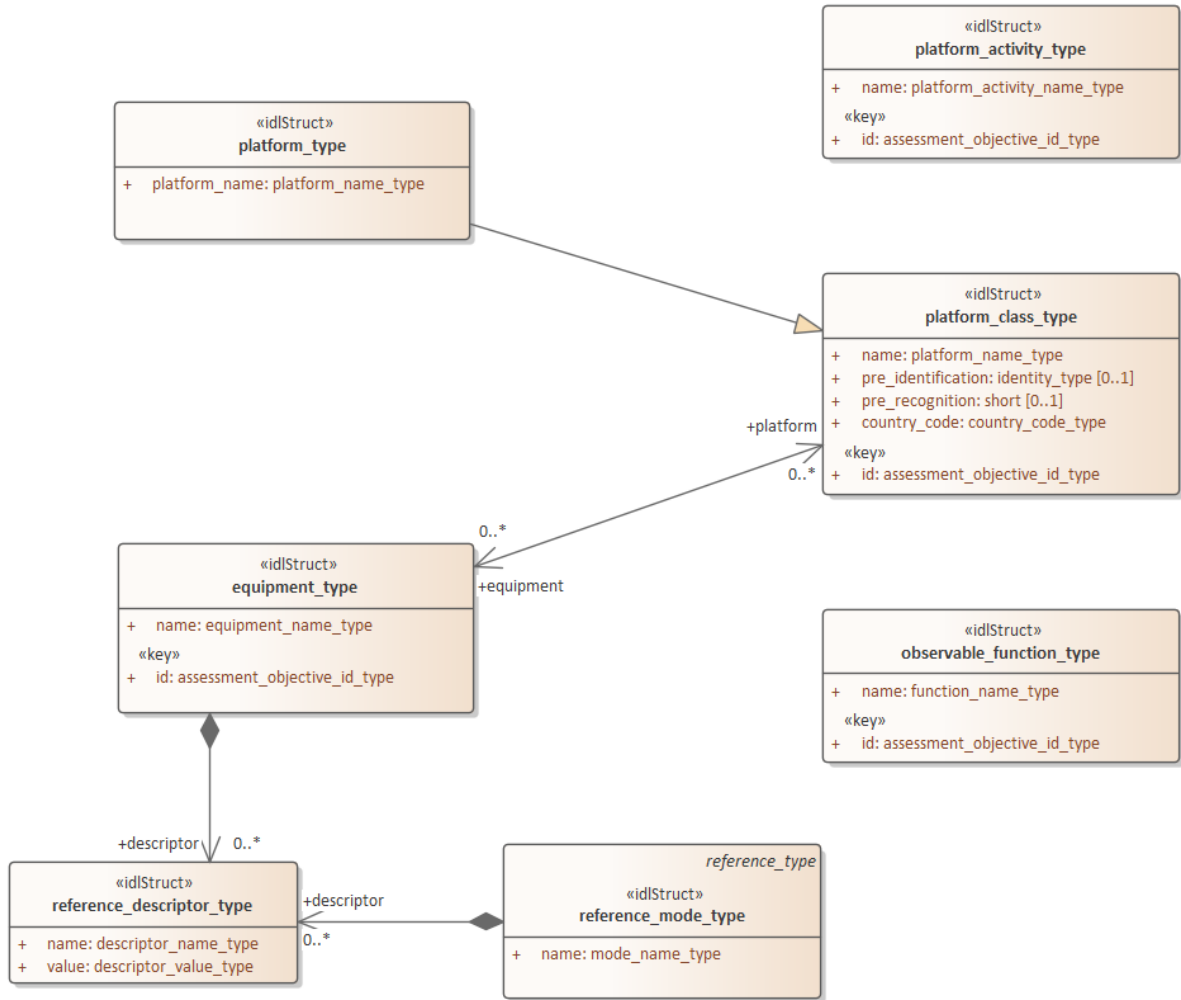 «idlStruct»
platform_activity_type
+ name: platform_activity_name_type
«key»
+ id: assessment_objective_id_type
«idlStruct»
platform_type
+ platform_name: platform_name_type
«idlStruct»
platform_class_type
+ name: platform_name_type
+ pre_identification: identity_type [0..1]
+ pre_recognition: short [0..1]
+ country_code: country_code_type
«key»
+ id: assessment_objective_id_type
+platform
0..*
0..*
+equipment
«idlStruct»
equipment_type
+ name: equipment_name_type
«key»
+ id: assessment_objective_id_type
«idlStruct»
observable_function_type
+ name: function_name_type
«key»
+ id: assessment_objective_id_type
+descriptor
0..*
«idlStruct»
reference_descriptor_type
+ name: descriptor_name_type
+ value: descriptor_value_type
+descriptor
0..*
reference_type
«idlStruct»
reference_mode_type
+ name: mode_name_type